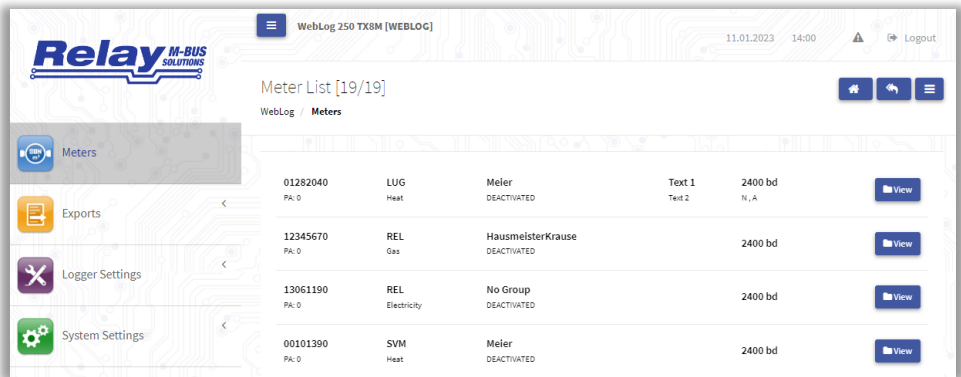 WebLog 250 TX8M [WEBLOG]
11.01.2023 14:00 Logout
Relay M-BUS SOLUTIONS
Meter List [19/19]
WebLog / Meters
Meters
Exports
Logger Settings
System Settings
01282040 LUG Meier Text 1 2400 bd View
PA: 0 Heat DEACTIVATED Text 2 N , A
12345670 REL HausmeisterKrause 2400 bd View
PA: 0 Gas DEACTIVATED
13061190 REL No Group 2400 bd View
PA: 0 Electricity DEACTIVATED
00101390 SVM Meier 2400 bd View
PA: 0 Heat DEACTIVATED